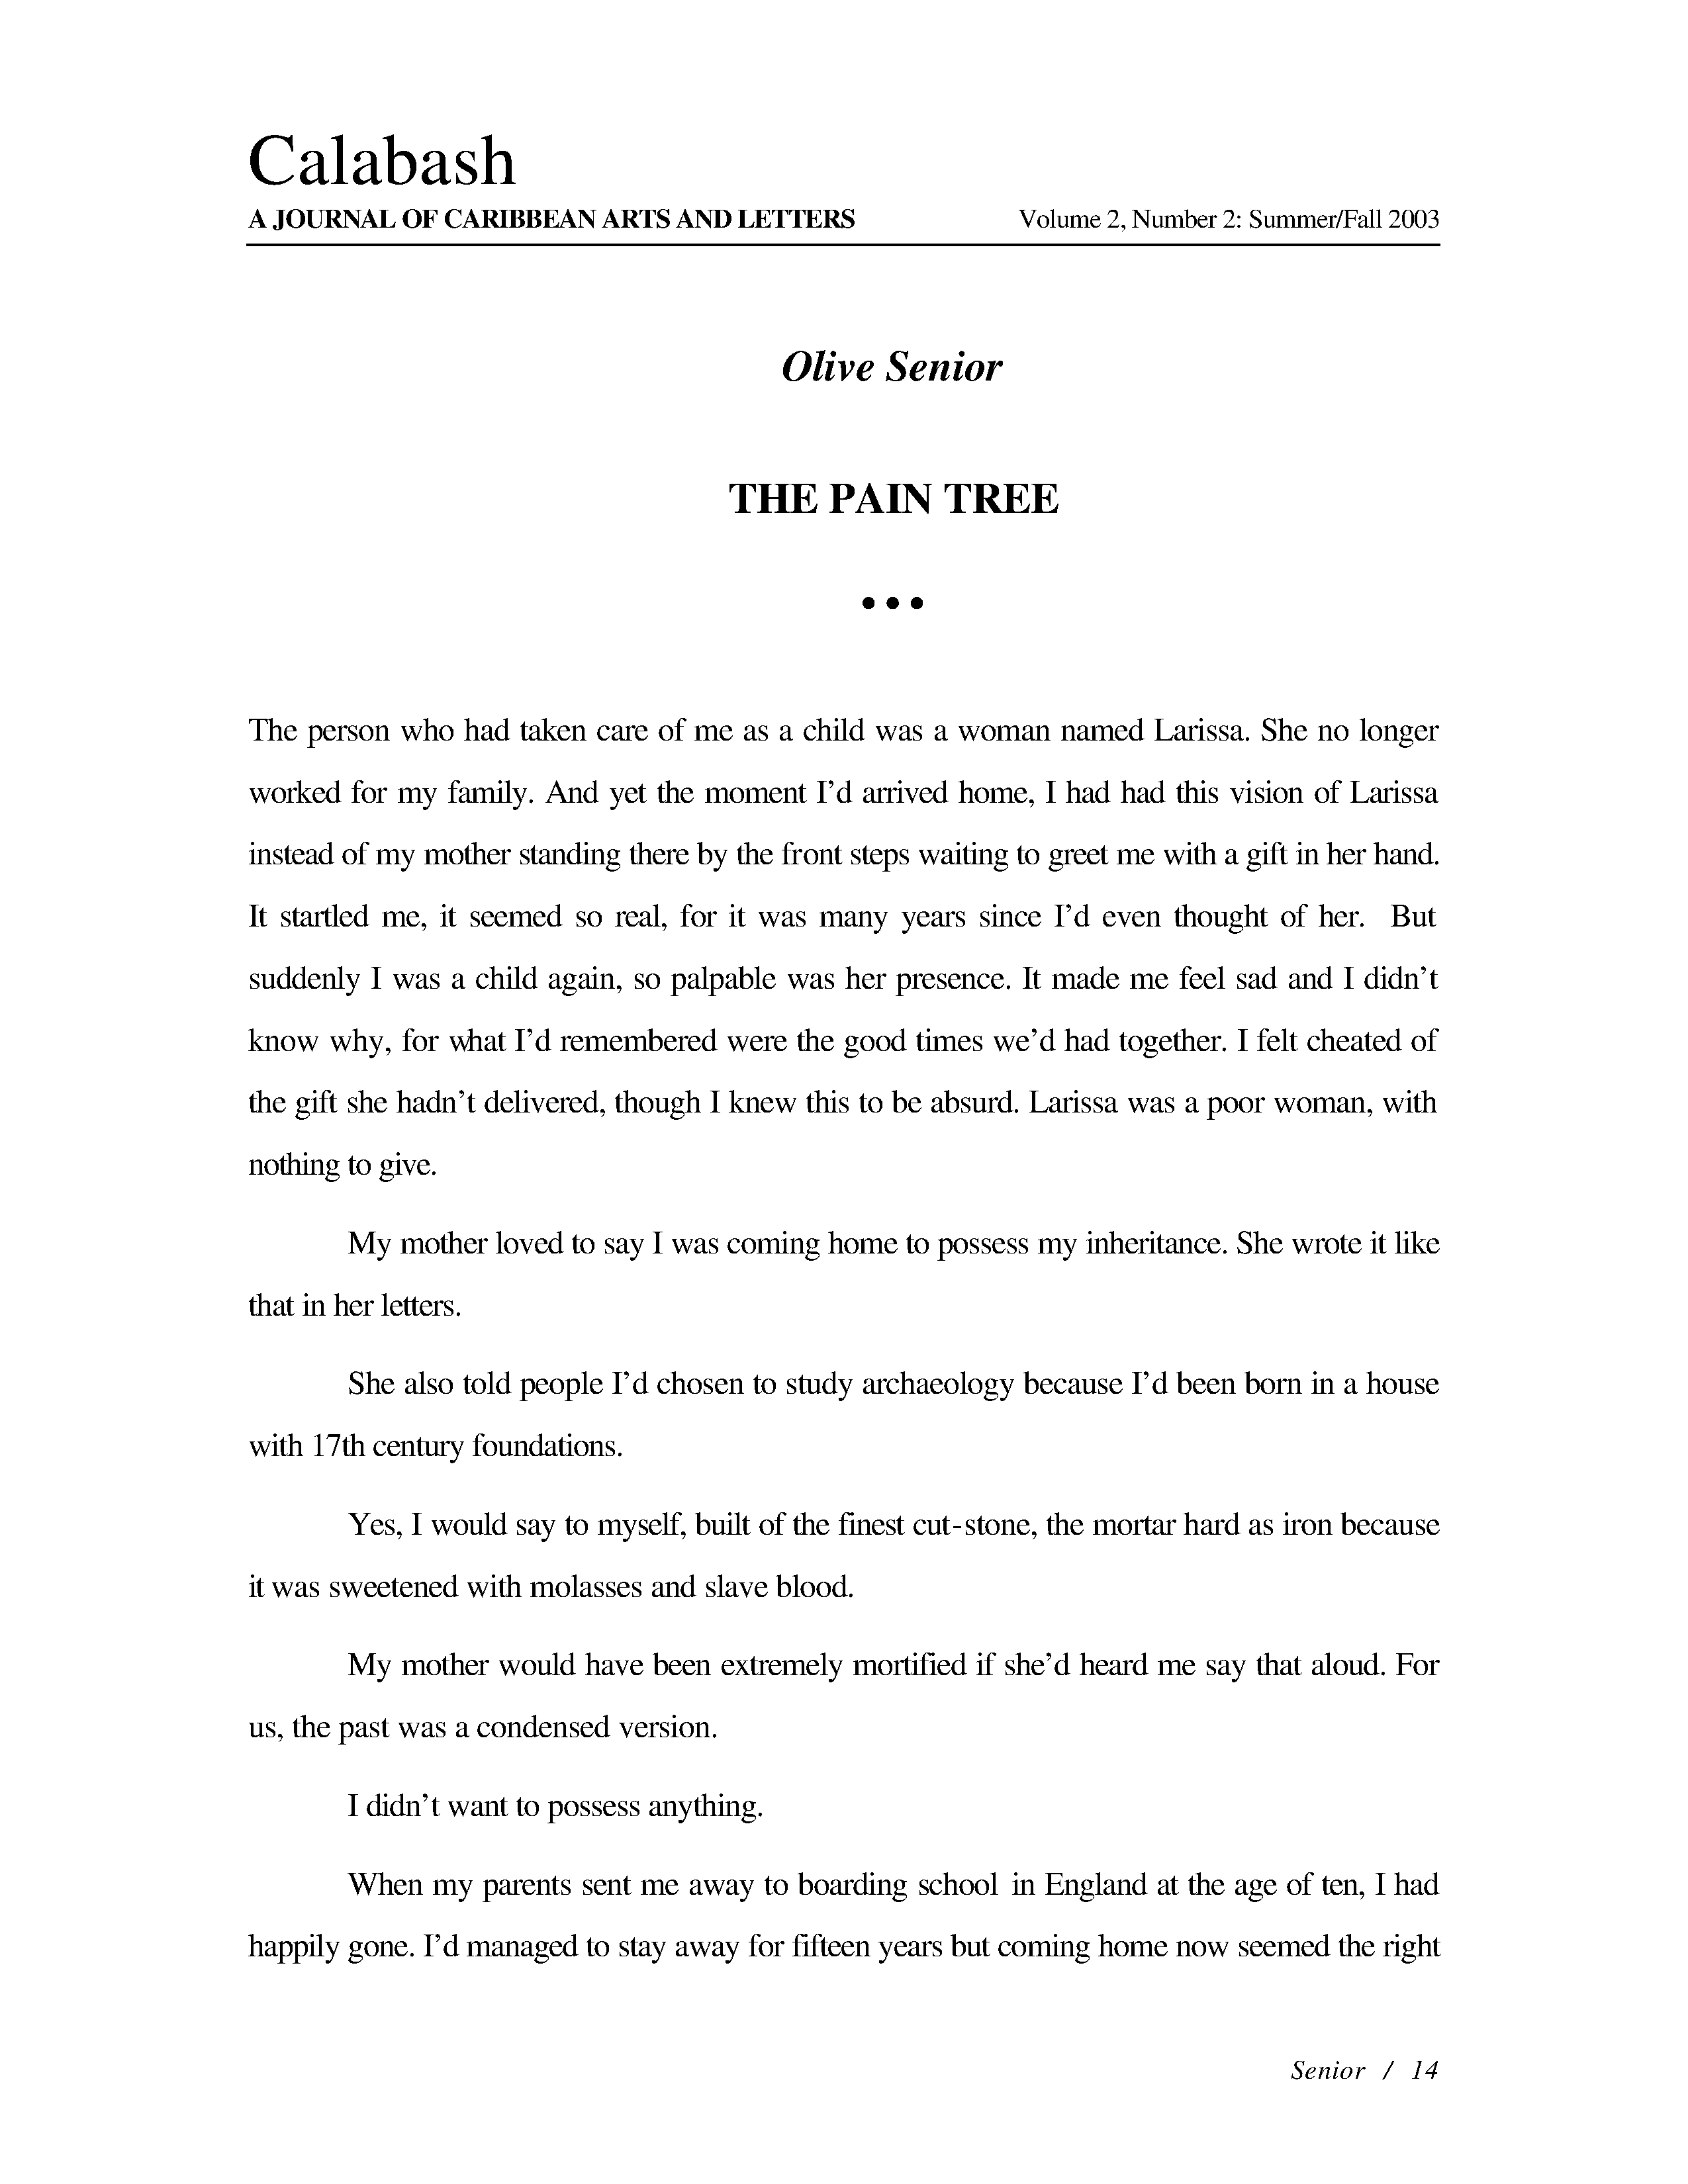 Calabash
A JOURNAL OF CARIBBEAN ARTS AND LETTERS Volume 2, Number 2: Summer/Fall 2003
Olive Senior
THE PAIN TREE
• • •
The person who had taken care of me as a child was a woman named Larissa. She no longer
worked for my family. And yet the moment I’d arrived home, I had had this vision of Larissa
instead of my mother standing there by the front steps waiting to greet me with a gift in her hand.
It startled me, it seemed so real, for it was many years since I’d even thought of her. But
suddenly I was a child again, so palpable was her presence. It made me feel sad and I didn’t
know why, for what I’d remembered were the good times we’d had together. I felt cheated of
the gift she hadn’t delivered, though I knew this to be absurd. Larissa was a poor woman, with
nothing to give.
My mother loved to say I was coming home to possess my inheritance. She wrote it like
that in her letters.
She also told people I’d chosen to study archaeology because I’d been born in a house
with 17th century foundations.
Yes, I would say to myself, built of the finest cut-stone, the mortar hard as iron because
it was sweetened with molasses and slave blood.
My mother would have been extremely mortified if she’d heard me say that aloud. For
us, the past was a condensed version.
I didn’t want to possess anything.
When my parents sent me away to boarding school in England at the age of ten, I had
happily gone. I’d managed to stay away for fifteen years but coming home now seemed the right
Senior / 14